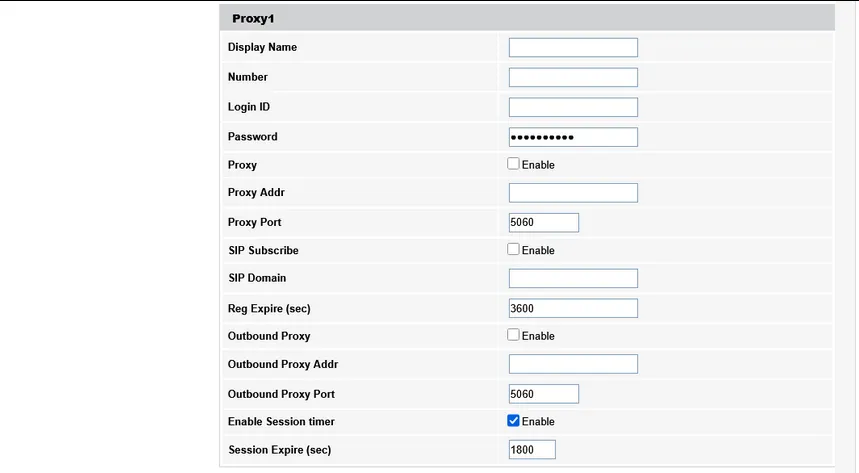 Proxy1
Display Name
Number
Login ID
Password ••••••••••
Proxy Enable
Proxy Addr
Proxy Port 5060
SIP Subscribe Enable
SIP Domain
Reg Expire (sec) 3600
Outbound Proxy Enable
Outbound Proxy Addr
Outbound Proxy Port 5060
Enable Session timer Enable
Session Expire (sec) 1800